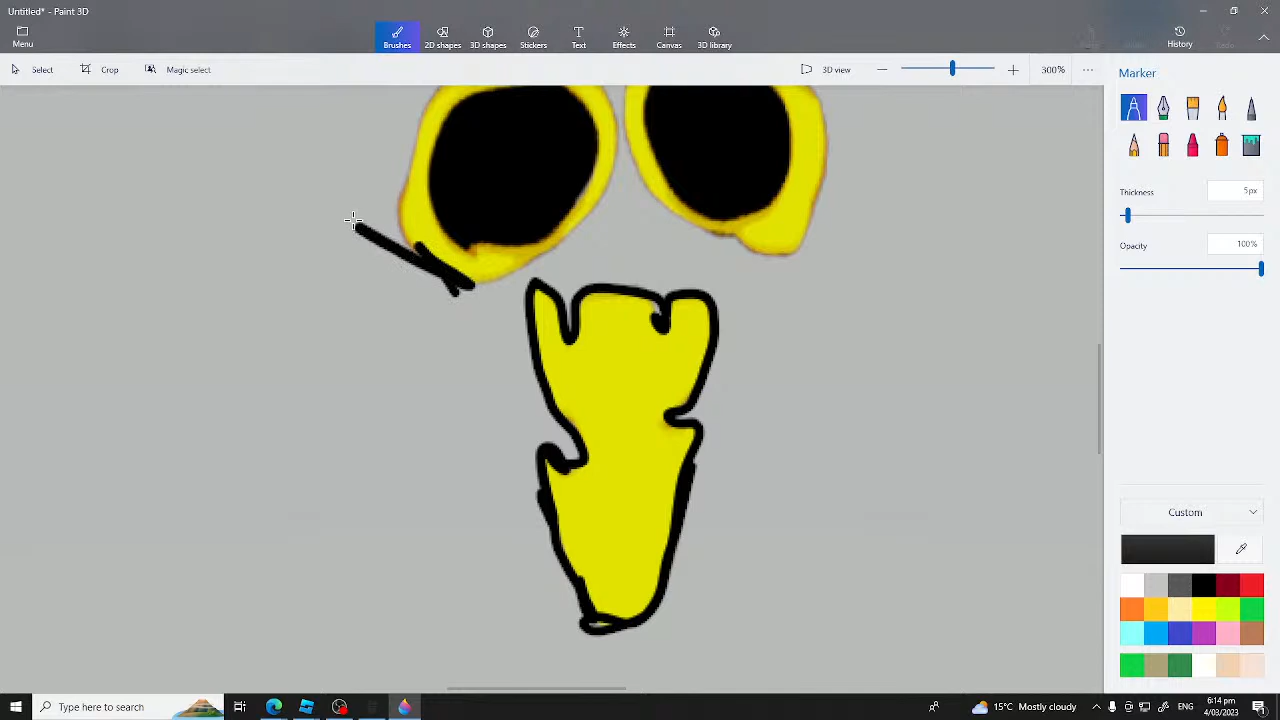 Untitled* - Paint 3D
Menu
Brushes
2D shapes
3D shapes
Stickers
Text
Effects
Canvas
3D library
History
Select
Crop
Magic select
3D view
300%
Marker
Thickness
5px
Opacity
100%
Custom
Type here to search
15°C Mostly cloudy
ENG
6:14 pm
4/03/2023